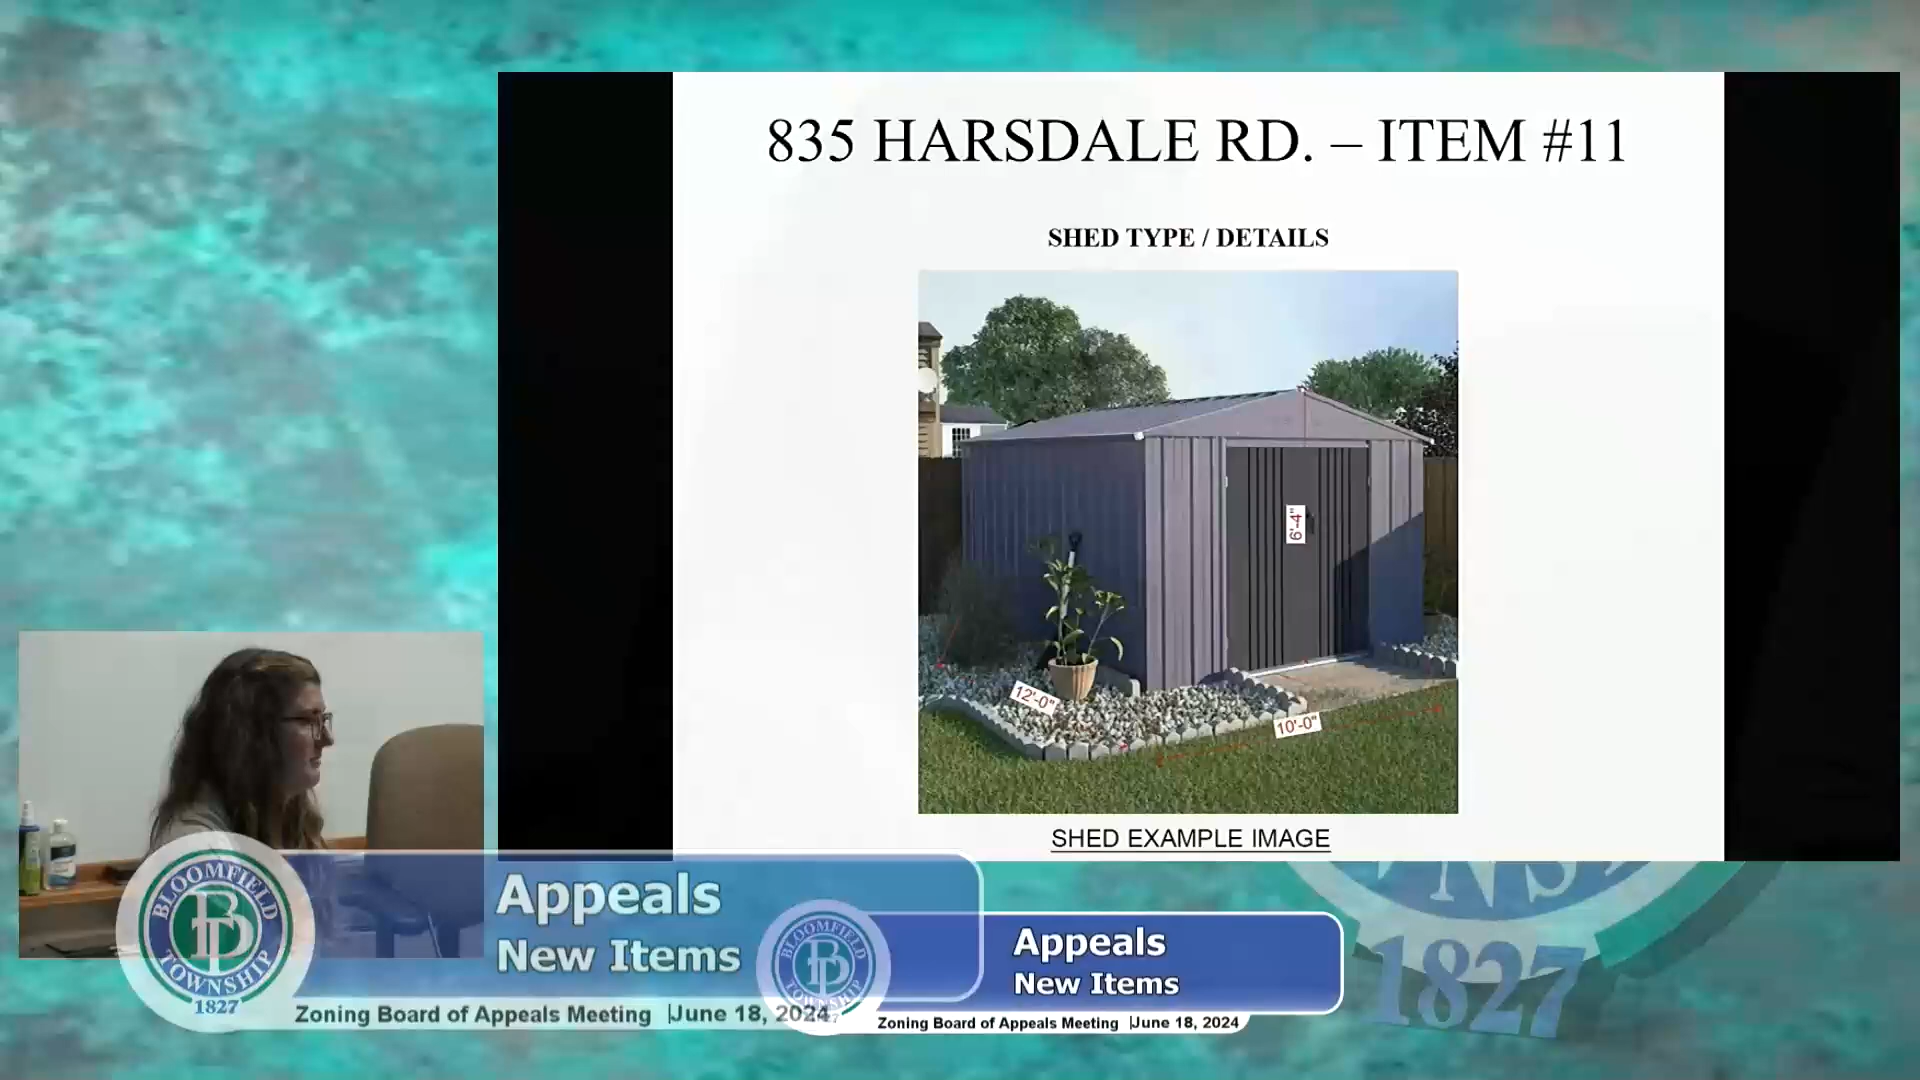 835 HARSDALE RD. – ITEM #11
SHED TYPE / DETAILS
6'-4"
12'-0"
10'-0"
SHED EXAMPLE IMAGE
Appeals
New Items
Zoning Board of Appeals Meeting |June 18, 2024
BLOOMFIELD
TOWNSHIP
1827
Appeals
New Items
Zoning Board of Appeals Meeting |June 18, 2024
BLOOMFIELD
TOWNSHIP
1827